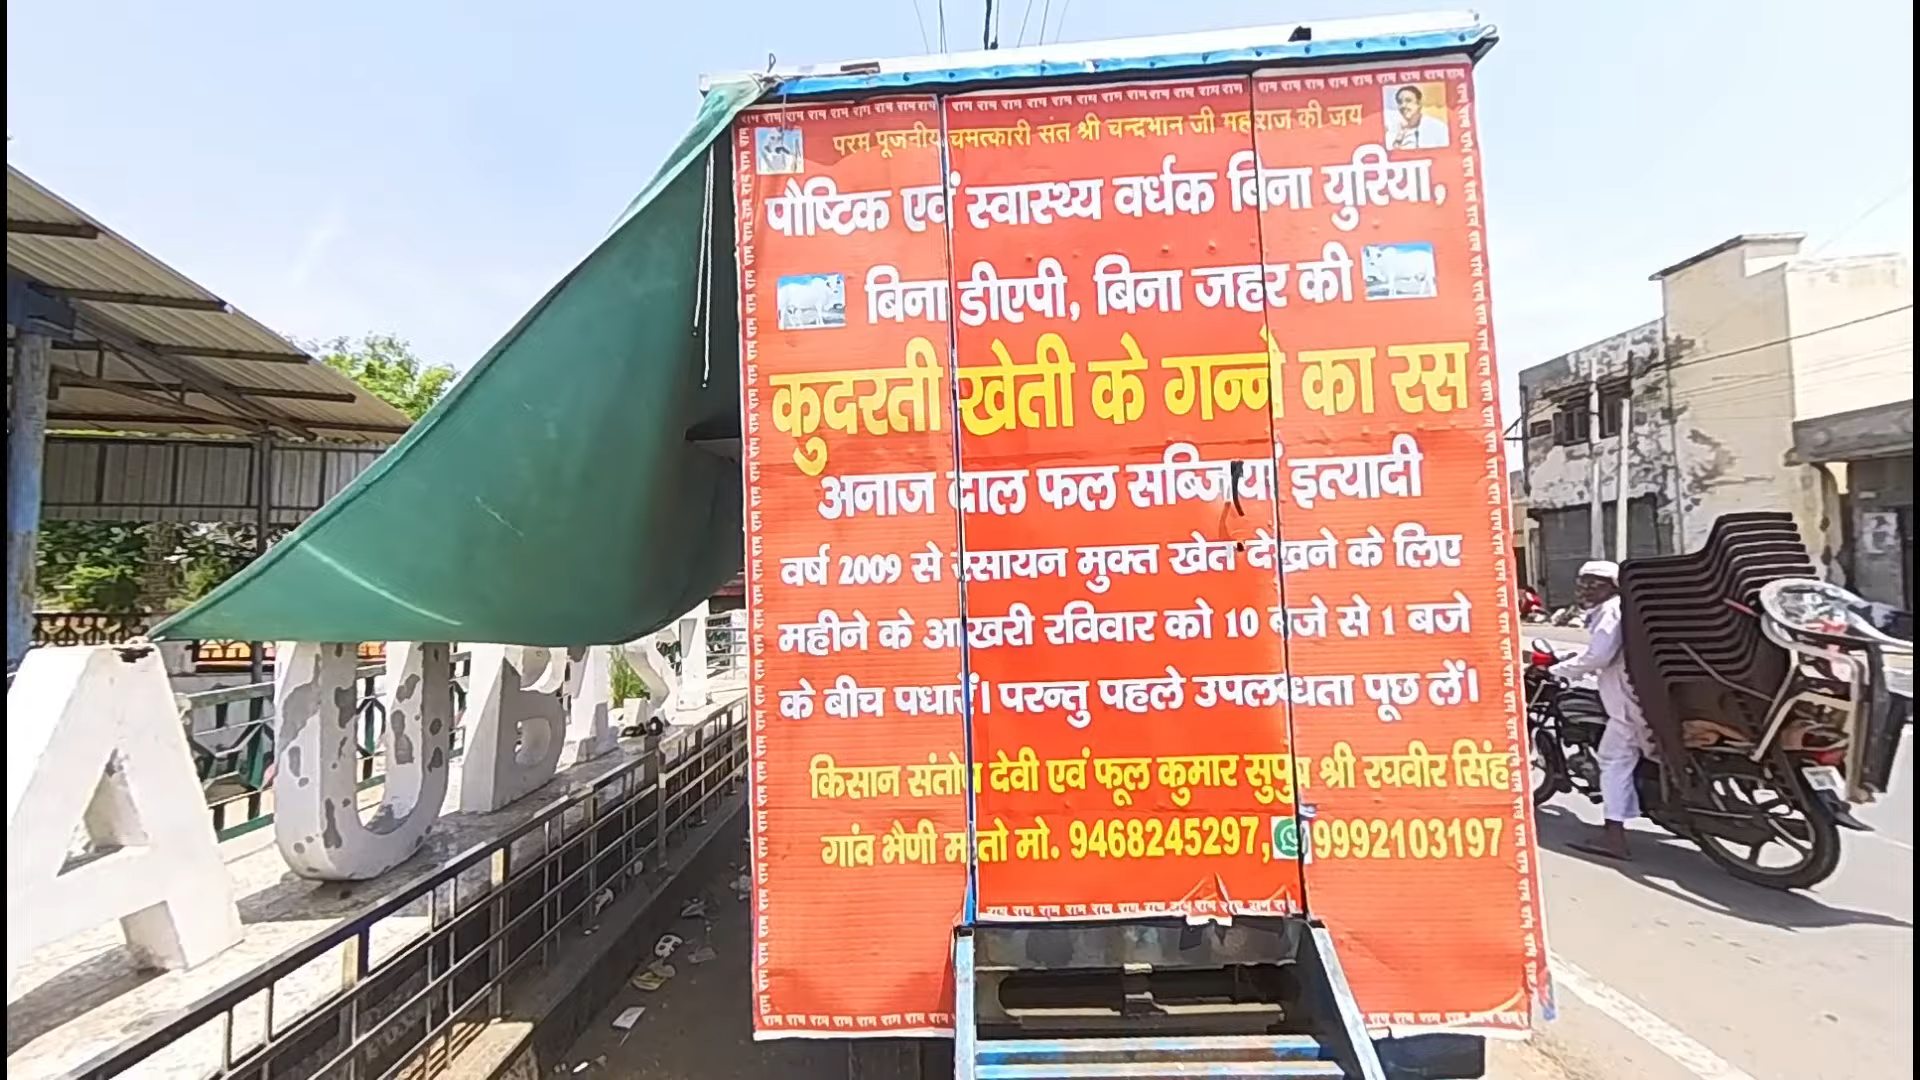 राम राम राम राम राम राम राम राम राम राम राम राम राम राम राम राम राम राम राम राम राम राम राम राम राम राम राम राम
परम पूजनीय चमत्कारी संत श्री चन्द्रभान जी महाराज की जय
पौष्टिक एवं स्वास्थ्य वर्धक बिना युरिया,
बिना डीएपी, बिना जहर की
कुदरती खेती के गन्ने का रस
अनाज दाल फल सब्जियां इत्यादी
वर्ष 2009 से रसायन मुक्त खेत देखने के लिए
महीने के आखरी रविवार को 10 बजे से 1 बजे
के बीच पधारें। परन्तु पहले उपलब्धता पूछ लें।
किसान संतोष देवी एवं फूल कुमार सुपुत्र श्री रघवीर सिंह
गांव भैणी मातो मो. 9468245297, 9992103197
A U B